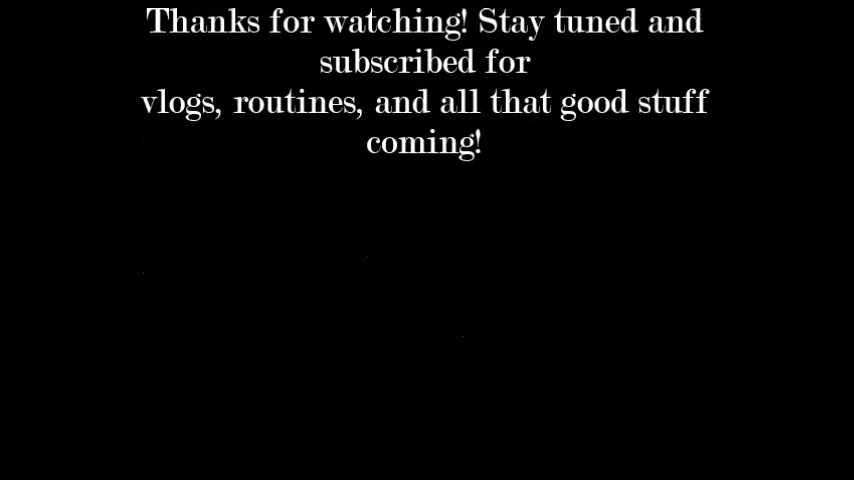 Thanks for watching! Stay tuned and
subscribed for
vlogs, routines, and all that good stuff
coming!